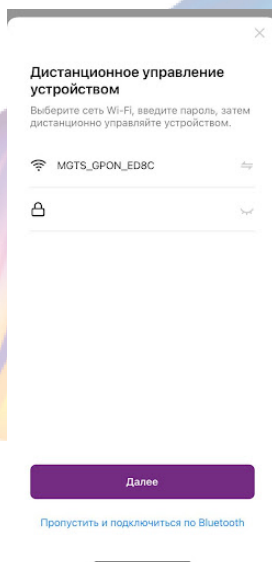 Дистанционное управление
устройством
Выберите сеть Wi-Fi, введите пароль, затем
дистанционно управляйте устройством.
MGTS_GPON_ED8C
Далее
Пропустить и подключиться по Bluetooth